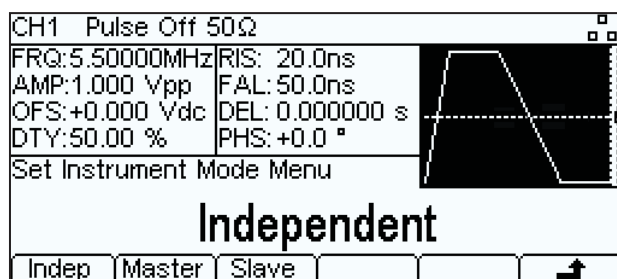 CH1 Pulse Off 50Ω
FRQ:5.50000MHz RIS: 20.0ns
AMP:1.000 Vpp FAL:50.0ns
OFS:+0.000 Vdc DEL: 0.000000 s
DTY:50.00 % PHS: +0.0 °
Set Instrument Mode Menu
Independent
Indep Master Slave